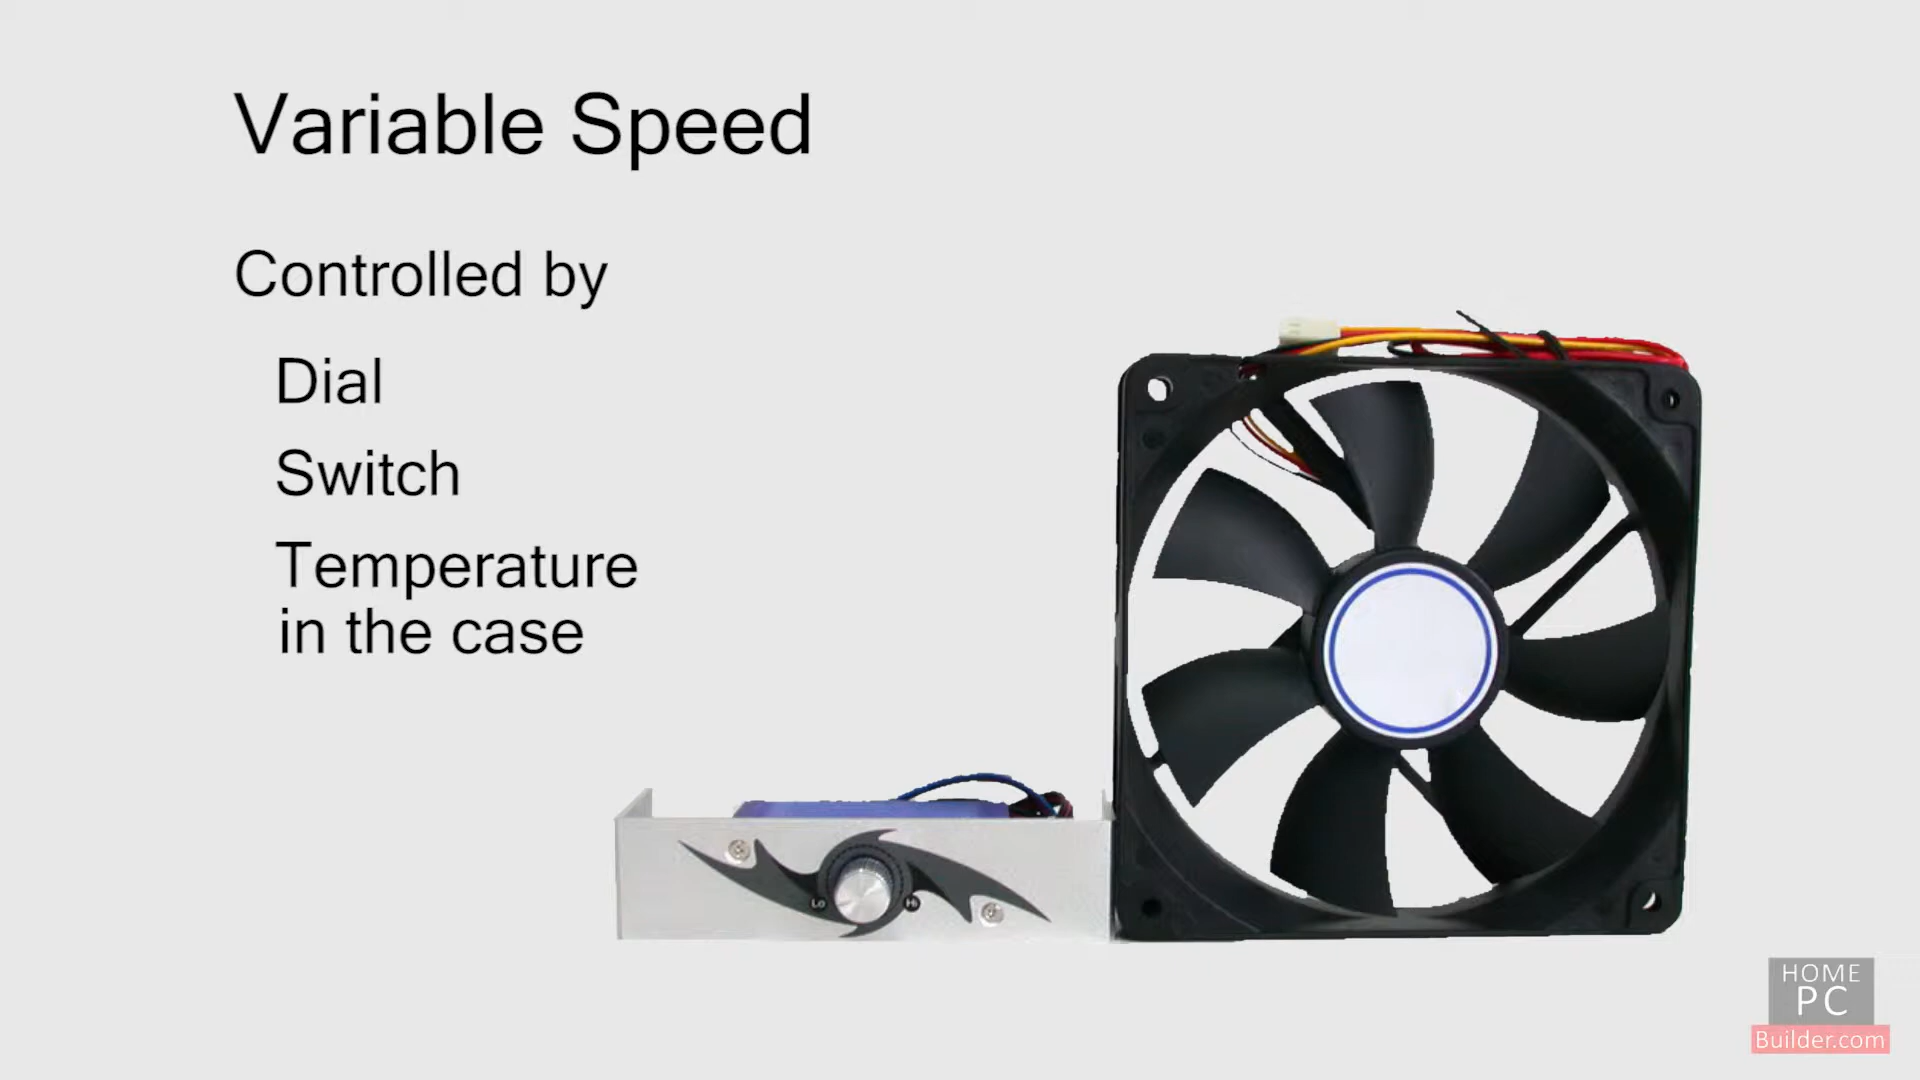 Variable Speed
Controlled by
Dial
Switch
Temperature
in the case
Lo
Hi
HOME
PC
Builder.com